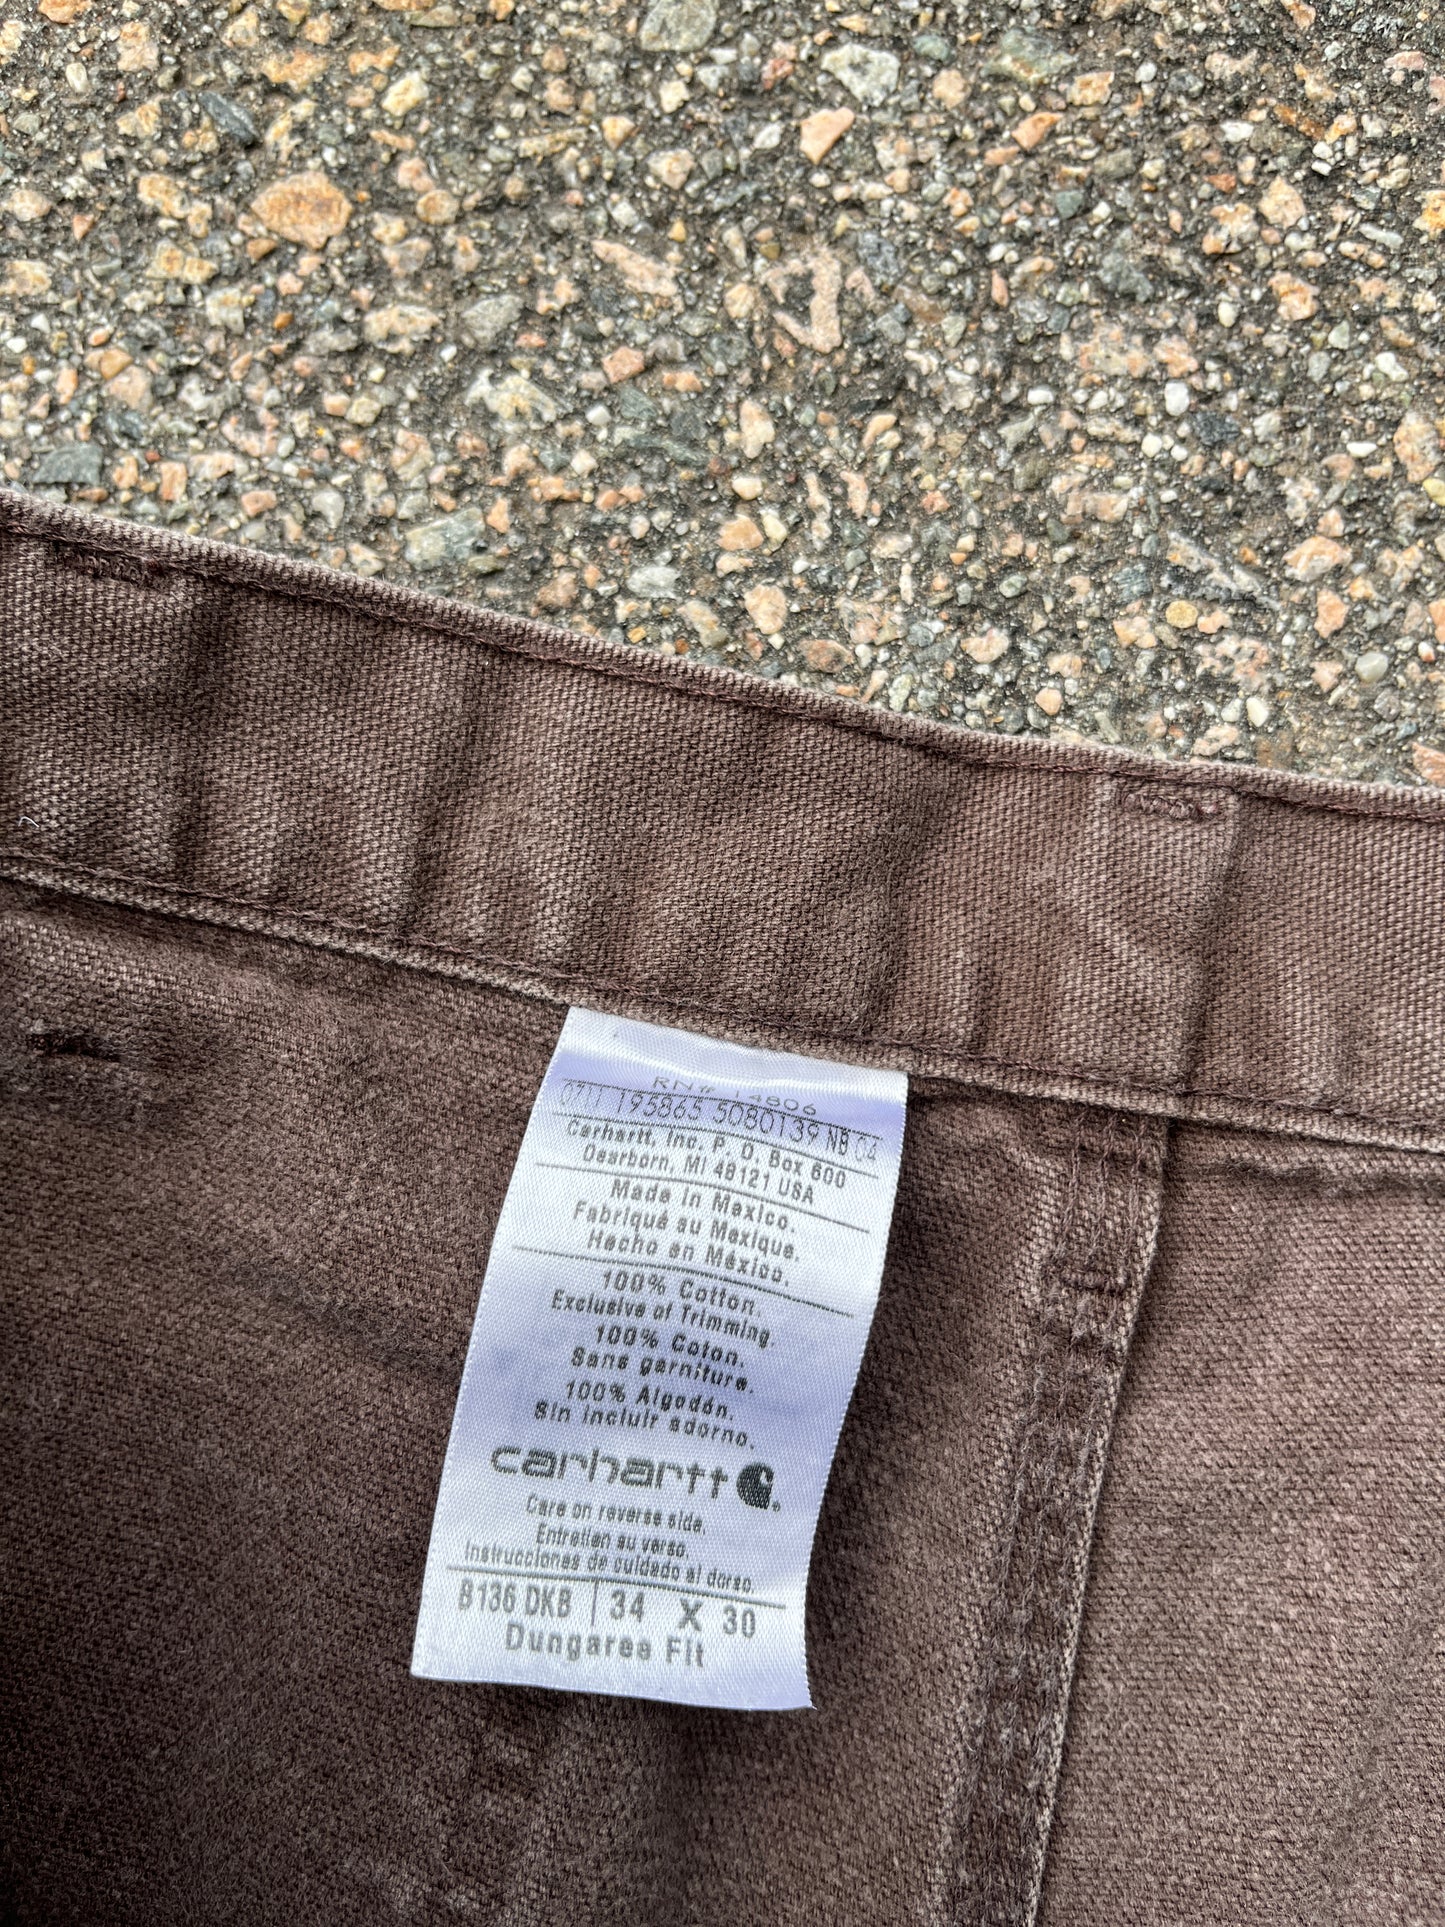 RN# 14806
0711 195865 5080139 NB 04
Carhartt, Inc. P. O. Box 600
Dearborn, MI 48121 USA
Made in Mexico.
Fabriqué au Mexique.
Hecho en México.
100% Cotton.
Exclusive of Trimming.
100% Coton.
Sans garniture.
100% Algodón.
Sin incluir adorno.
carhartt
Care on reverse side.
Entretien au verso.
Instrucciones de cuidado al dorso.
B136 DKB 34 X 30
Dungaree Fit